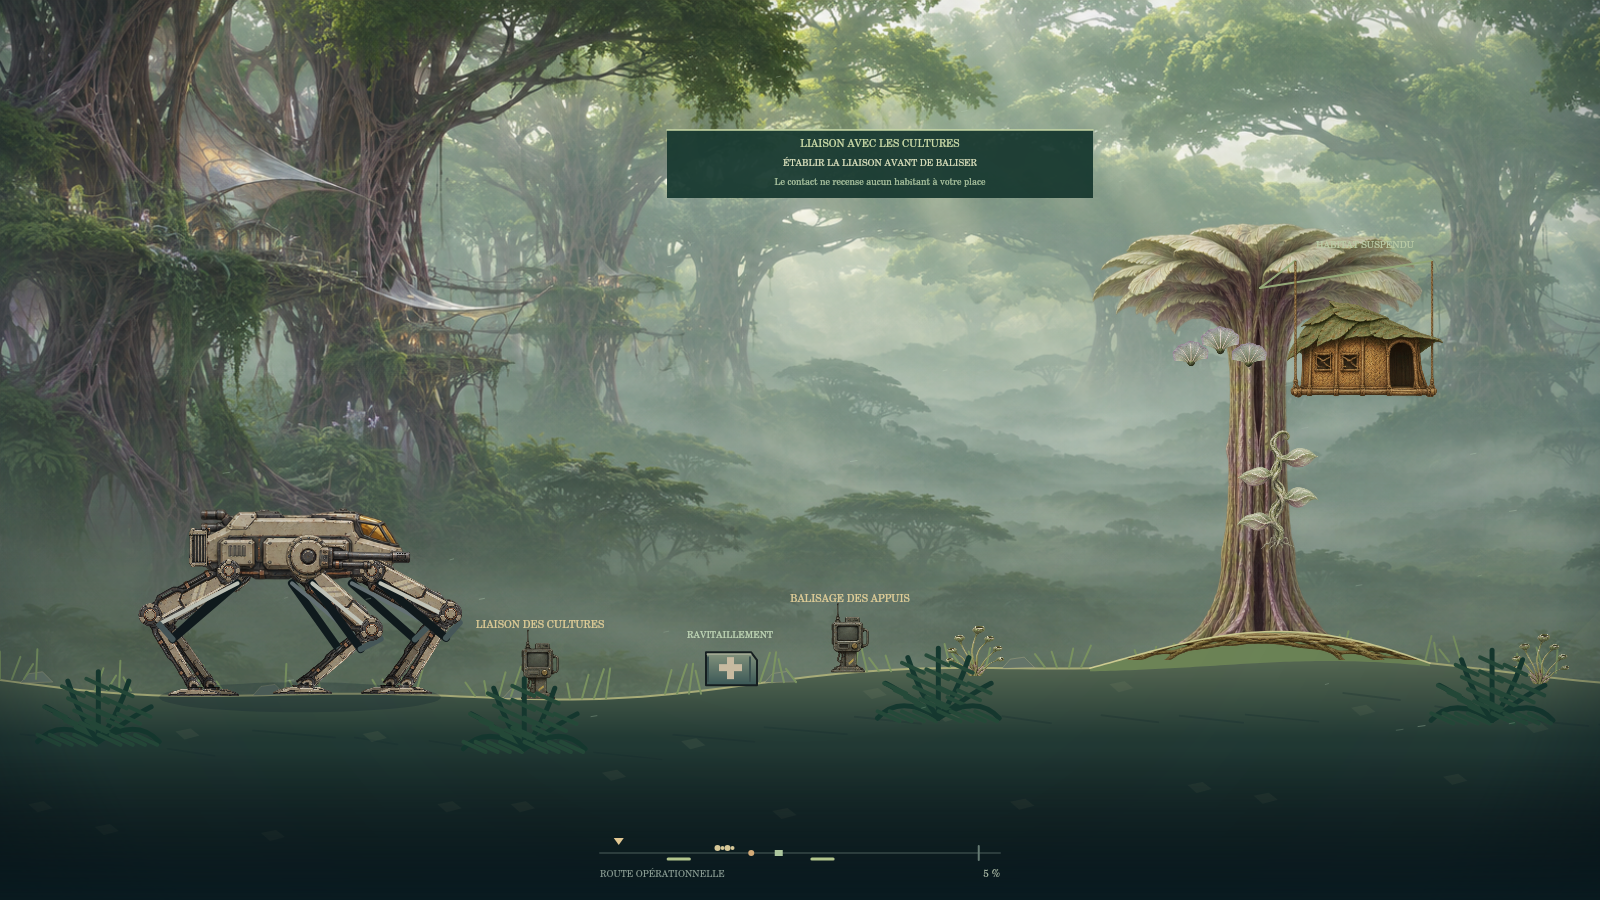 LIAISON AVEC LES CULTURES
ÉTABLIR LA LIAISON AVANT DE BALISER
Le contact ne recense aucun habitant à votre place
HABITAT SUSPENDU
BALISAGE DES APPUIS
LIAISON DES CULTURES
RAVITAILLEMENT
ROUTE OPÉRATIONNELLE
5 %